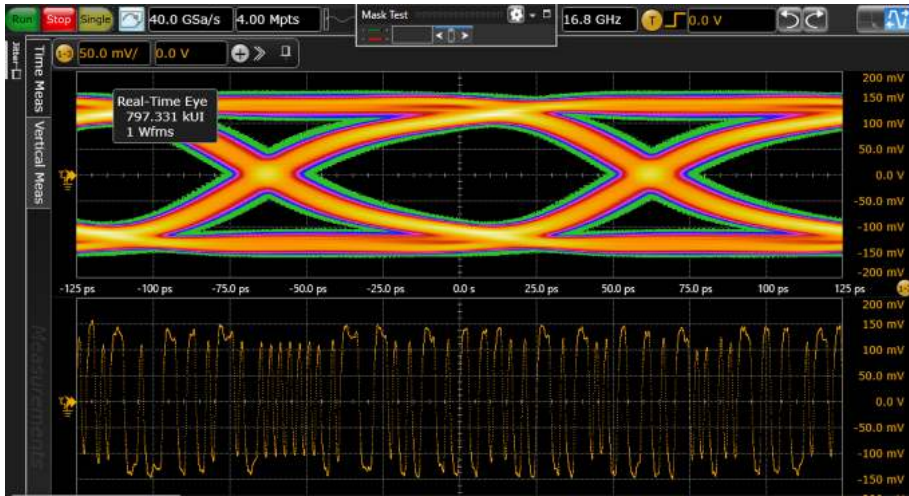 Run Stop Single 40.0 GSa/s 4.00 Mpts Mask Test 16.8 GHz T 0.0 V
50.0 mV/ 0.0 V
Jitter
Time Meas
Vertical Meas
Measurements
Real-Time Eye
797.331 kUI
1 Wfms
200 mV
150 mV
100 mV
50.0 mV
0.0 V
-50.0 mV
-100 mV
-150 mV
-200 mV
-125 ps -100 ps -75.0 ps -50.0 ps -25.0 ps 0.0 s 25.0 ps 50.0 ps 75.0 ps 100 ps 125 ps
200 mV
150 mV
100 mV
50.0 mV
0.0 V
-50.0 mV
-100 mV
-150 mV